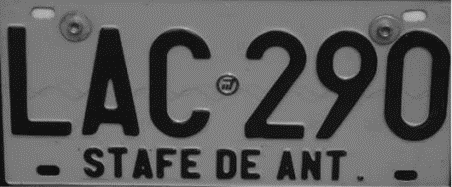 LAC 290
STAFE DE ANT.